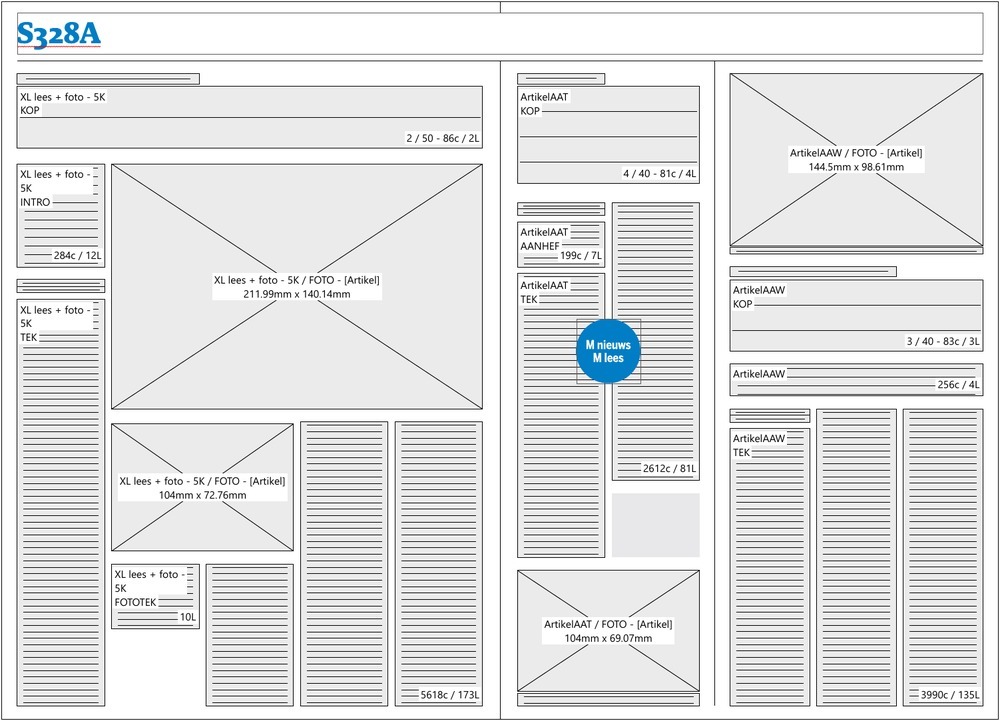 S328A
XL lees + foto - 5K
KOP
2 / 50 - 86c / 2L
XL lees + foto -
5K
INTRO
284c / 12L
XL lees + foto - 5K / FOTO - [Artikel]
211.99mm x 140.14mm
XL lees + foto -
5K
TEK
XL lees + foto - 5K / FOTO - [Artikel]
104mm x 72.76mm
XL lees + foto -
5K
FOTOTEK
10L
5618c / 173L
ArtikelAAT
KOP
4 / 40 - 81c / 4L
ArtikelAAT
AANHEF
199c / 7L
ArtikelAAT
TEK
M nieuws
M lees
2612c / 81L
ArtikelAAT / FOTO - [Artikel]
104mm x 69.07mm
ArtikelAAW / FOTO - [Artikel]
144.5mm x 98.61mm
ArtikelAAW
KOP
3 / 40 - 83c / 3L
ArtikelAAW
256c / 4L
ArtikelAAW
TEK
3990c / 135L